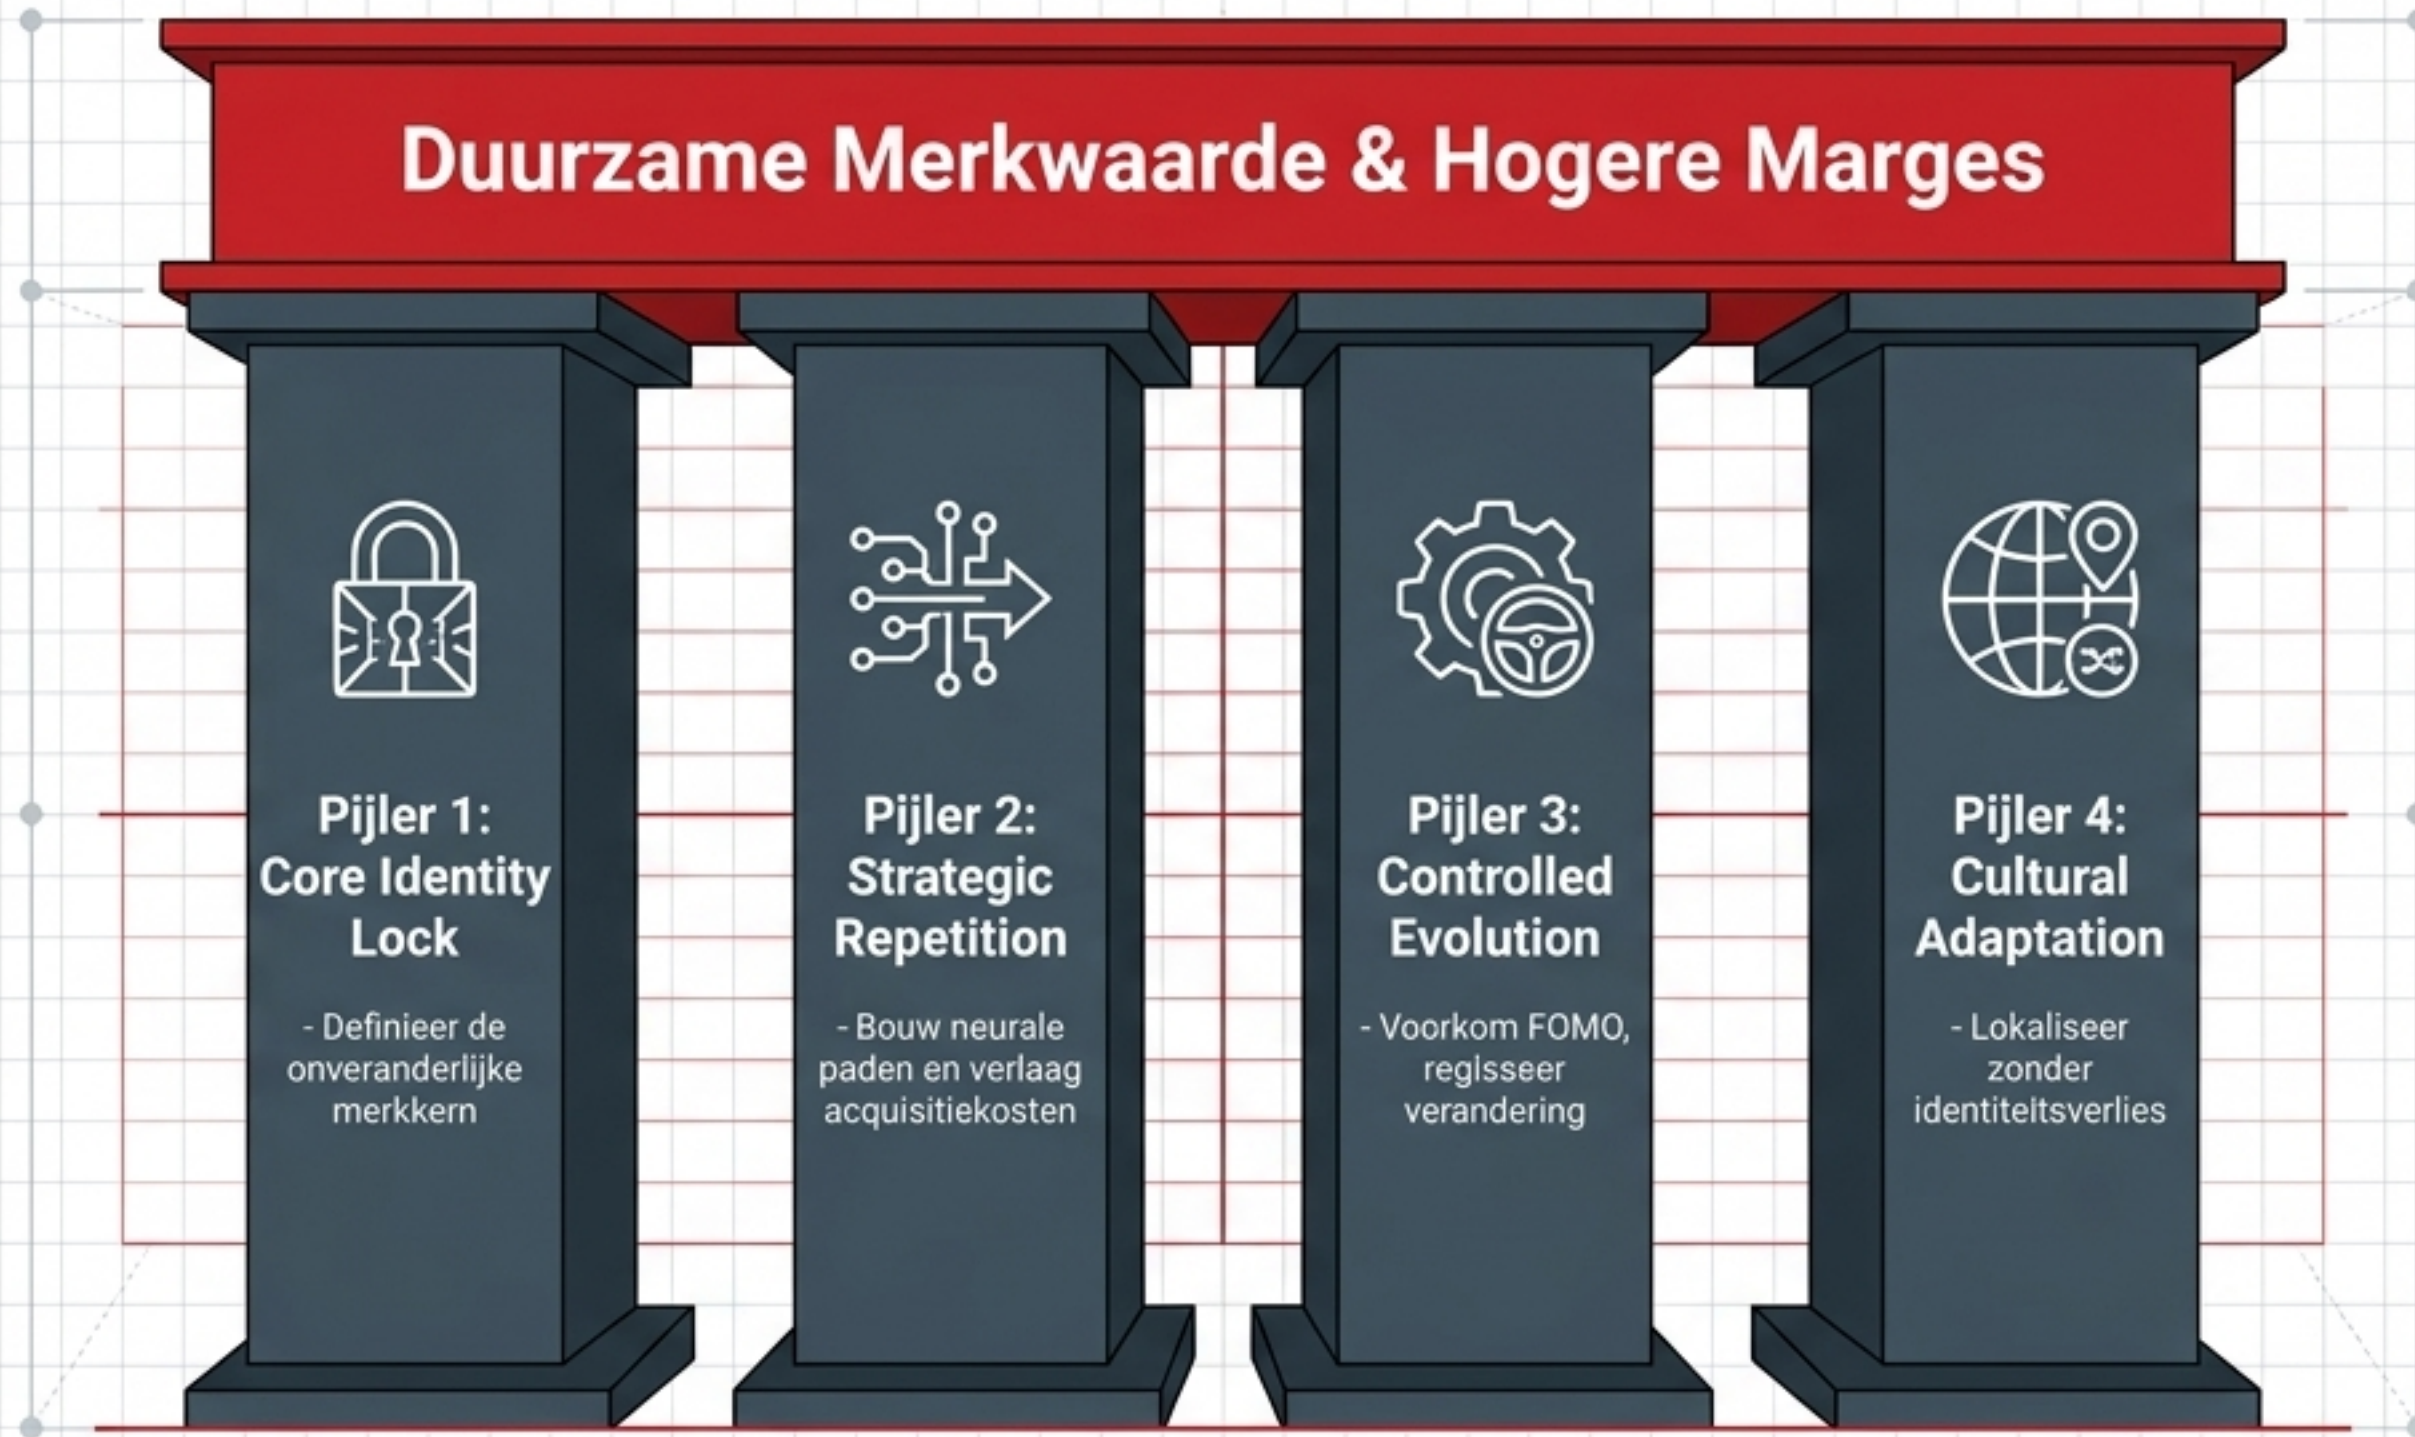 Duurzame Merkwaarde & Hogere Marges
Pijler 1:
Core Identity
Lock
- Definieer de
onveranderlijke
merkkern
Pijler 2:
Strategic
Repetition
- Bouw neurale
paden en verlaag
acquisitiekosten
Pijler 3:
Controlled
Evolution
- Voorkom FOMO,
regisseer
verandering
Pijler 4:
Cultural
Adaptation
- Lokaliseer
zonder
identiteitsverlies